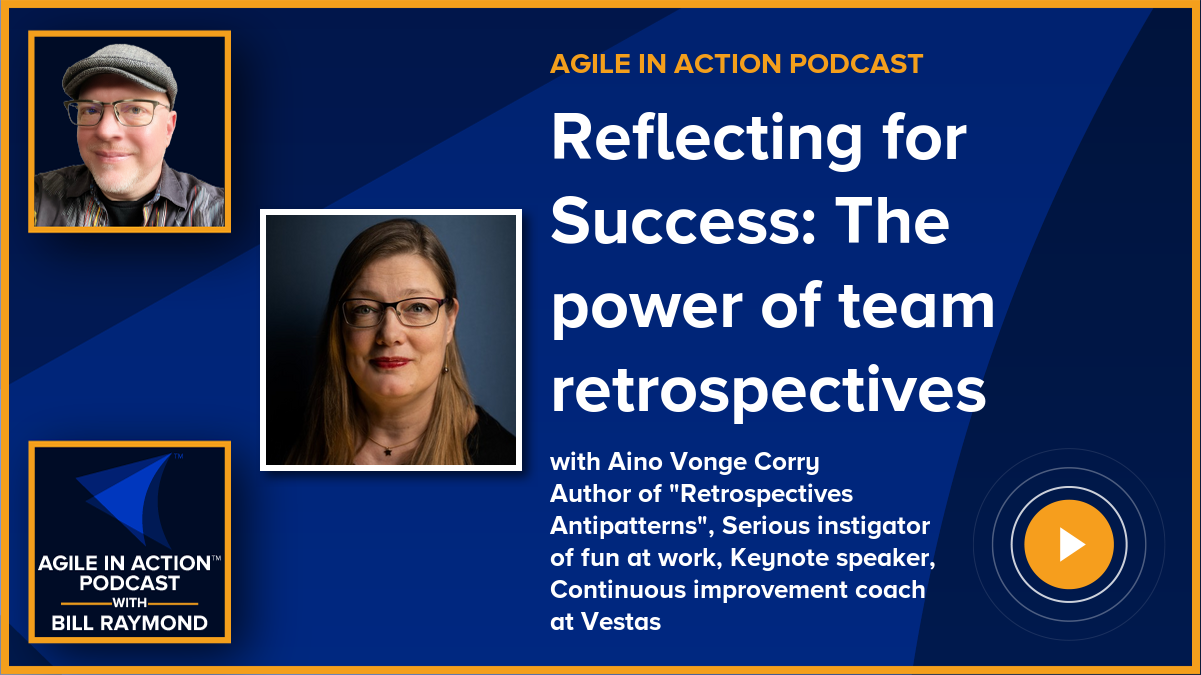 AGILE IN ACTION PODCAST
Reflecting for
Success: The
power of team
retrospectives
with Aino Vonge Corry
Author of "Retrospectives
Antipatterns", Serious instigator
of fun at work, Keynote speaker,
Continuous improvement coach
at Vestas
TM
AGILE IN ACTION™
PODCAST
WITH
BILL RAYMOND